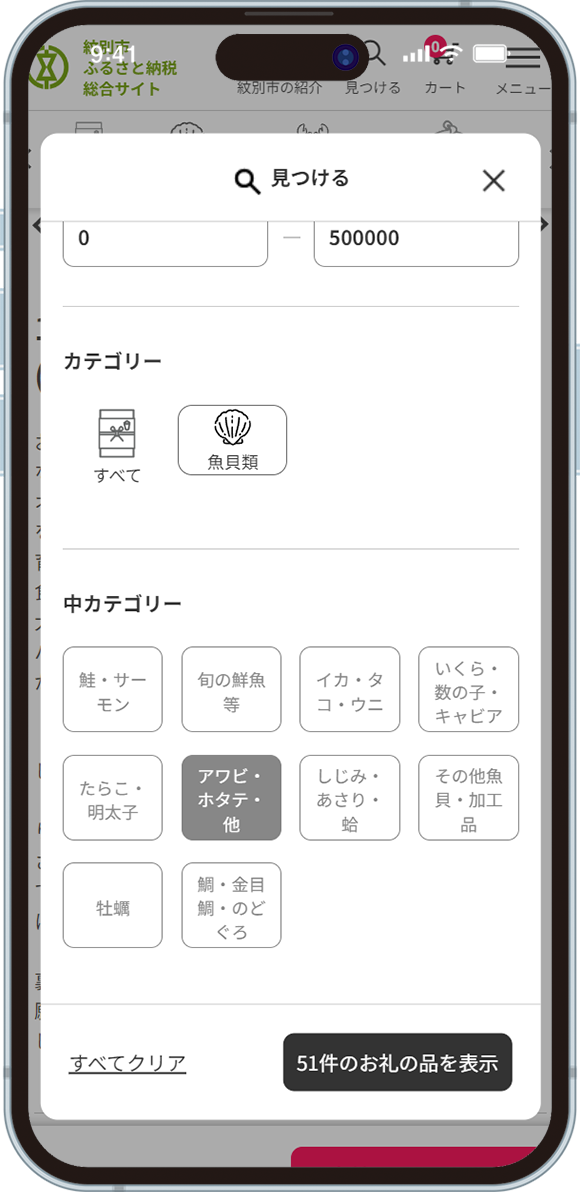 9:41
紋別市
ふるさと納税
総合サイト
0
紋別市の紹介
見つける
カート
メニュー
見つける
0
500000
カテゴリー
すべて
魚貝類
中カテゴリー
鮭・サー
モン
旬の鮮魚
等
イカ・タ
コ・ウニ
いくら・
数の子・
キャビア
たらこ・
明太子
アワビ・
ホタテ・
他
しじみ・
あさり・
蛤
その他魚
貝・加工
品
牡蠣
鯛・金目
鯛・のど
ぐろ
すべてクリア
51件のお礼の品を表示